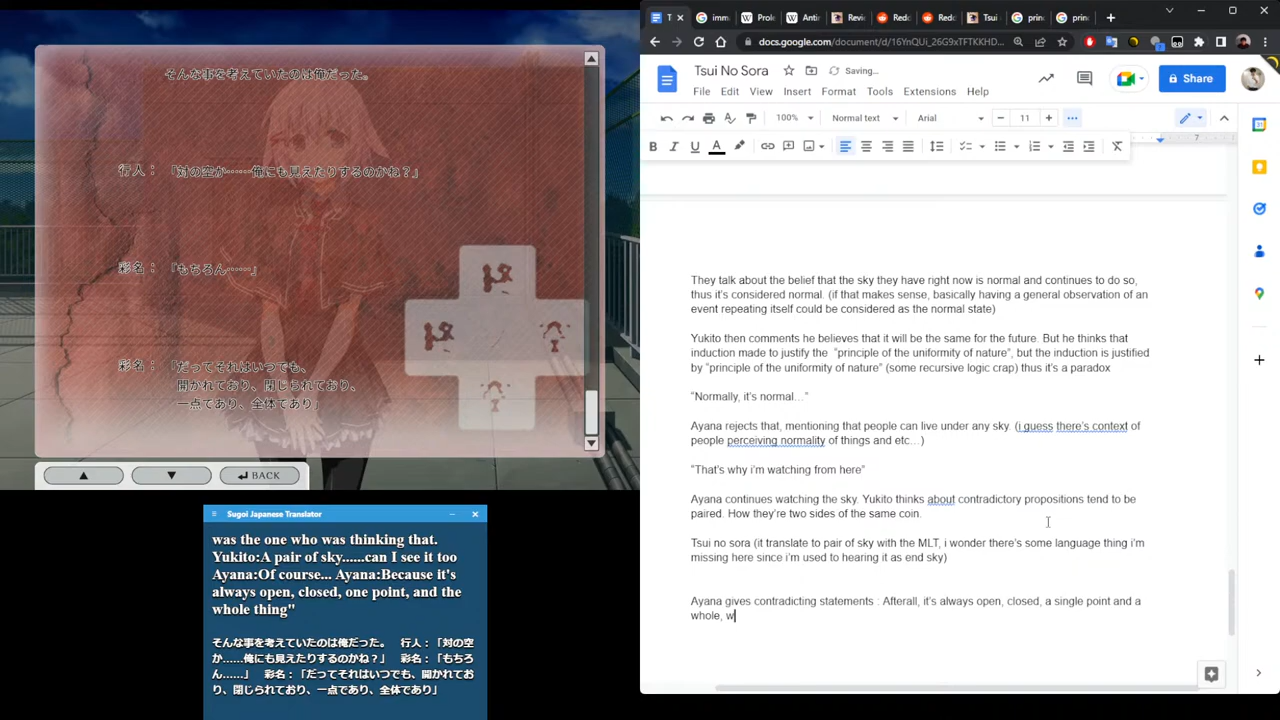 そんな事を考えていたのは俺だった。
行人：「対の空か……俺にも見えたりするのかね？」
彩名：「もちろん……」
彩名：「だってそれはいつでも、
開かれており、閉じられており、
一点であり、全体であり」
BACK
Sugoi Japanese Translator
was the one who was thinking that.
Yukito:A pair of sky......can I see it too
Ayana:Of course... Ayana:Because it's
always open, closed, one point, and the
whole thing"
そんな事を考えていたのは俺だった。 行人：「対の空
か……俺にも見えたりするのかね？」 彩名：「もちろ
ん……」 彩名：「だってそれはいつでも、開かれてお
り、閉じられており、一点であり、全体であり」
T
imm
Prole
Antin
Revie
Redd
Redd
Tsui
princ
princ
docs.google.com/document/d/16YnQUi_26G9xTFTKKHD...
Tsui No Sora
Saving...
File Edit View Insert Format Tools Extensions Help
Share
100% Normal text Arial 11
7
They talk about the belief that the sky they have right now is normal and continues to do so,
thus it's considered normal. (if that makes sense, basically having a general observation of an
event repeating itself could be considered as the normal state)
Yukito then comments he believes that it will be the same for the future. But he thinks that
induction made to justify the "principle of the uniformity of nature", but the induction is justified
by "principle of the uniformity of nature" (some recursive logic crap) thus it's a paradox
"Normally, it's normal..."
Ayana rejects that, mentioning that people can live under any sky. (i guess there's context of
people perceiving normality of things and etc...)
"That's why i'm watching from here"
Ayana continues watching the sky. Yukito thinks about contradictory propositions tend to be
paired. How they're two sides of the same coin.
Tsui no sora (it translate to pair of sky with the MLT, i wonder there's some language thing i'm
missing here since i'm used to hearing it as end sky)
Ayana gives contradicting statements : Afterall, it's always open, closed, a single point and a
whole, w